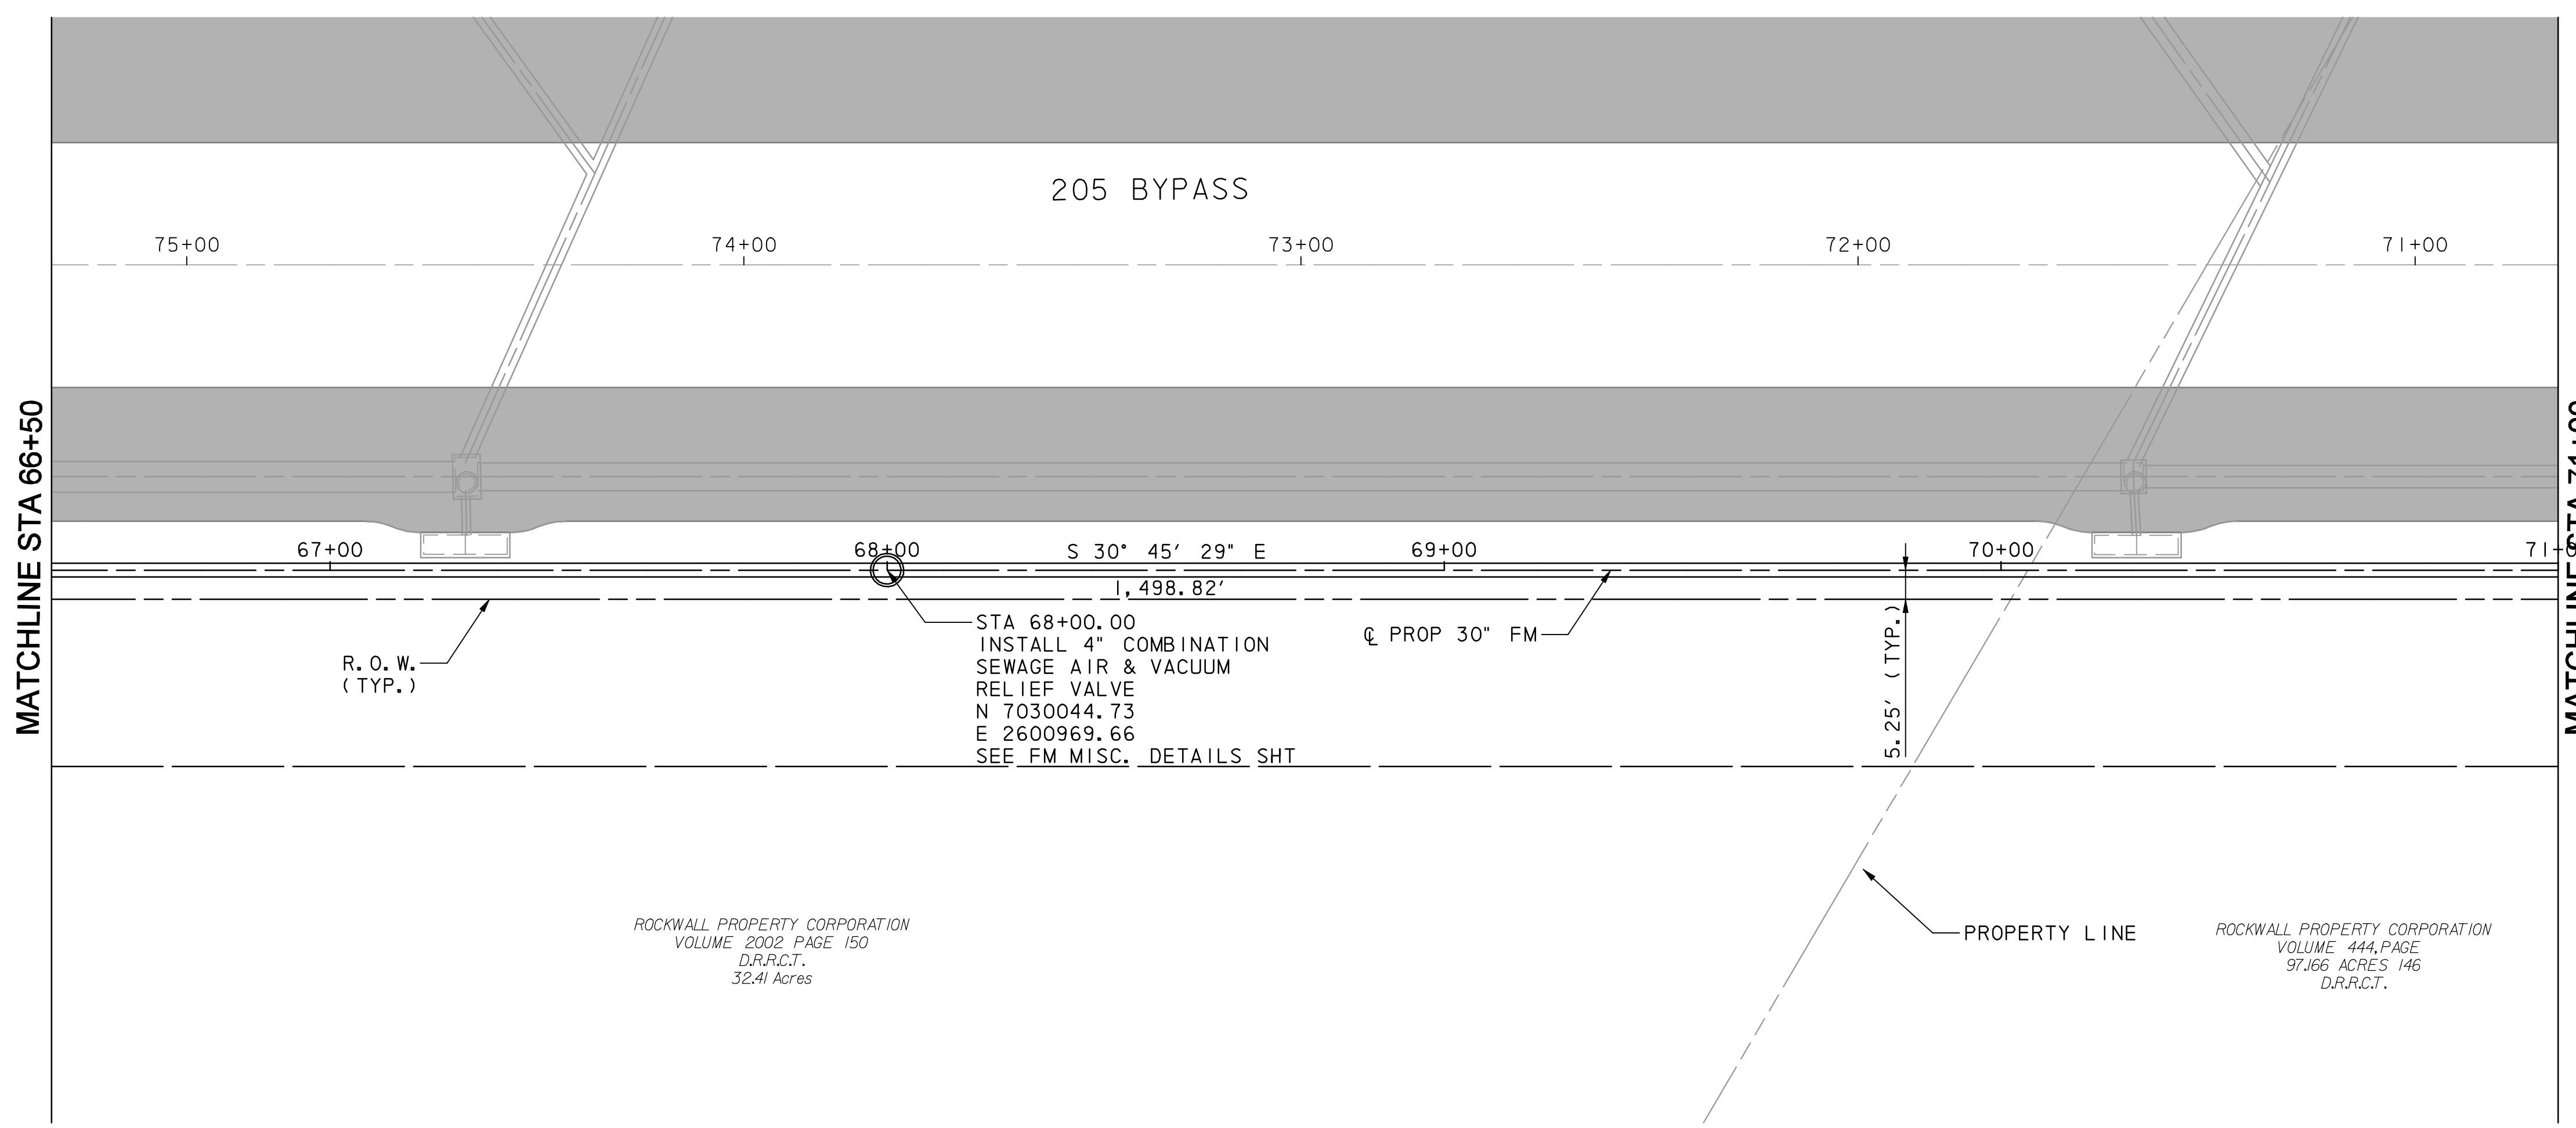 205 BYPASS
75+00
74+00
73+00
72+00
71+00
MATCHLINE STA 66+50
67+00
68+00
S 30° 45' 29" E
69+00
70+00
1,498.82'
STA 68+00.00
INSTALL 4" COMBINATION
SEWAGE AIR & VACUUM
RELIEF VALVE
N 7030044.73
E 2600969.66
SEE FM MISC. DETAILS SHT
℄ PROP 30" FM
R.O.W.
(TYP.)
5.25' (TYP.)
MATCHLINE STA 71+00
ROCKWALL PROPERTY CORPORATION
VOLUME 2002 PAGE 150
D.R.R.C.T.
32.41 Acres
PROPERTY LINE
ROCKWALL PROPERTY CORPORATION
VOLUME 444,PAGE
97.166 ACRES 146
D.R.R.C.T.